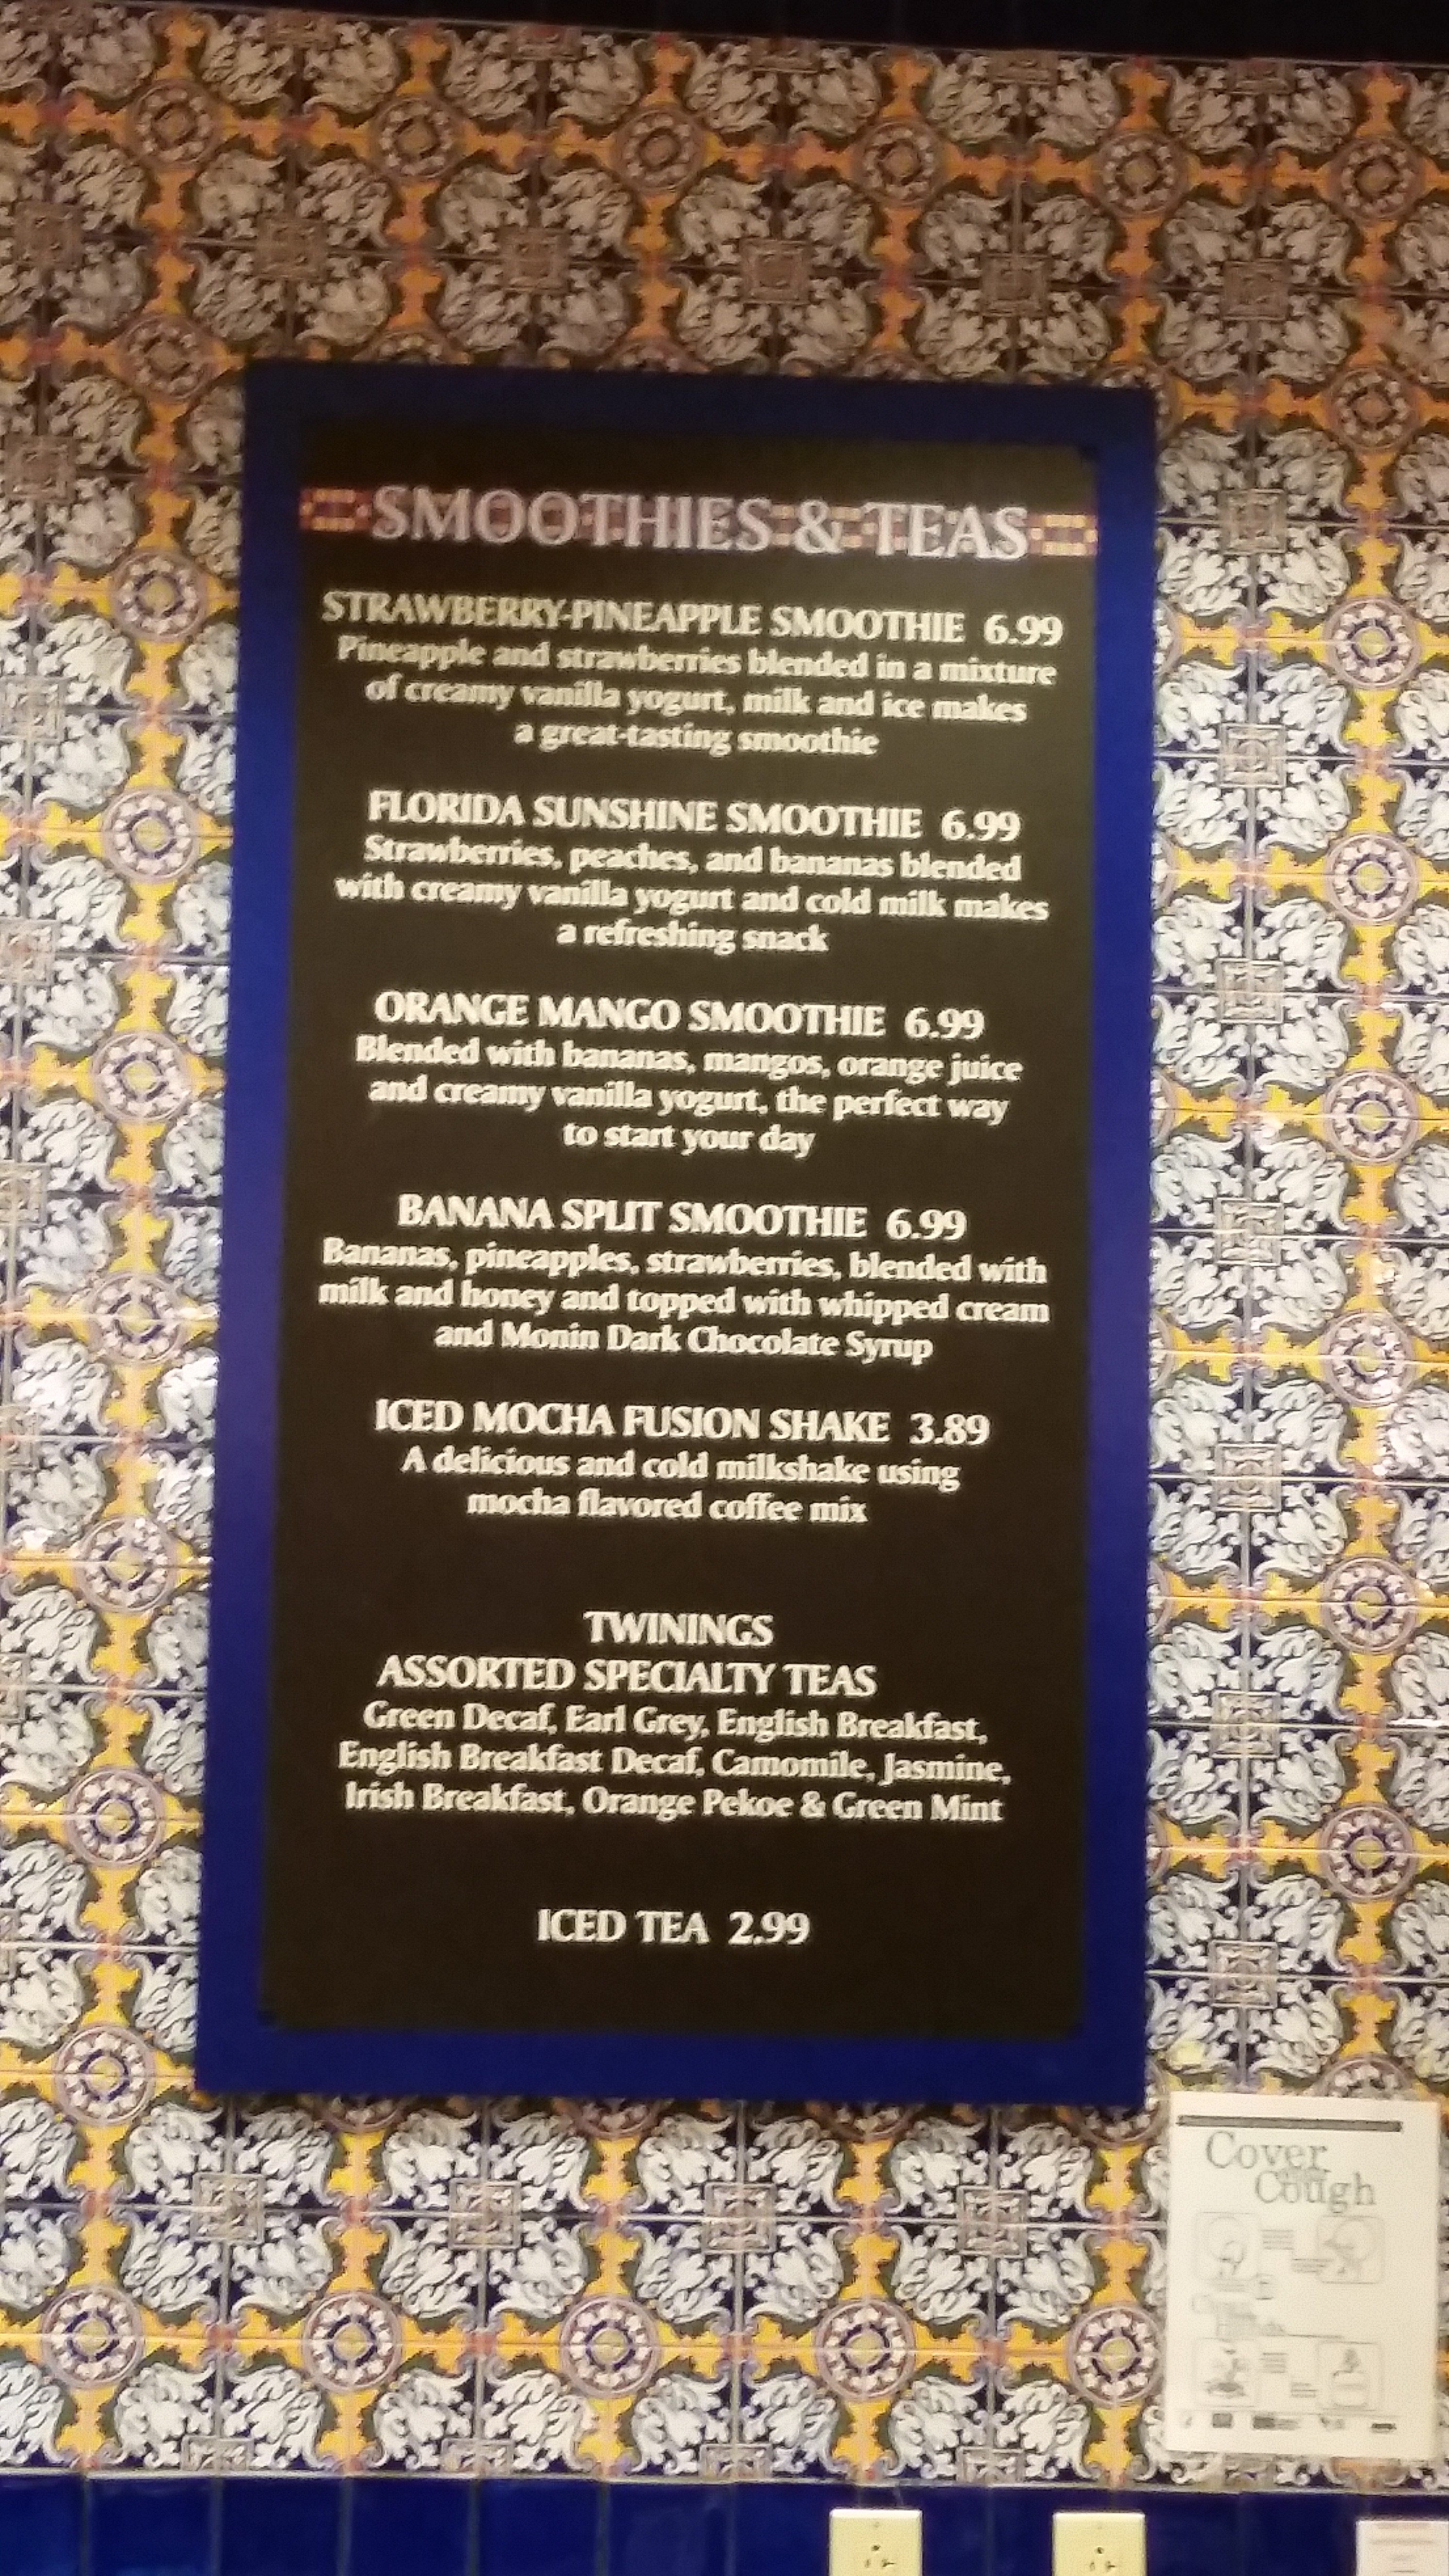 SMOOTHIES & TEAS
STRAWBERRY-PINEAPPLE SMOOTHIE 6.99
Pineapple and strawberries blended in a mixture
of creamy vanilla yogurt, milk and ice makes
a great-tasting smoothie
FLORIDA SUNSHINE SMOOTHIE 6.99
Strawberries, peaches, and bananas blended
with creamy vanilla yogurt and cold milk makes
a refreshing snack
ORANGE MANGO SMOOTHIE 6.99
Blended with bananas, mangos, orange juice
and creamy vanilla yogurt, the perfect way
to start your day
BANANA SPLIT SMOOTHIE 6.99
Bananas, pineapples, strawberries, blended with
milk and honey and topped with whipped cream
and Monin Dark Chocolate Syrup
ICED MOCHA FUSION SHAKE 3.89
A delicious and cold milkshake using
mocha flavored coffee mix
TWININGS
ASSORTED SPECIALTY TEAS
Green Decaf, Earl Grey, English Breakfast,
English Breakfast Decaf, Camomile, Jasmine,
Irish Breakfast, Orange Pekoe & Green Mint
ICED TEA 2.99
Cover
Cough